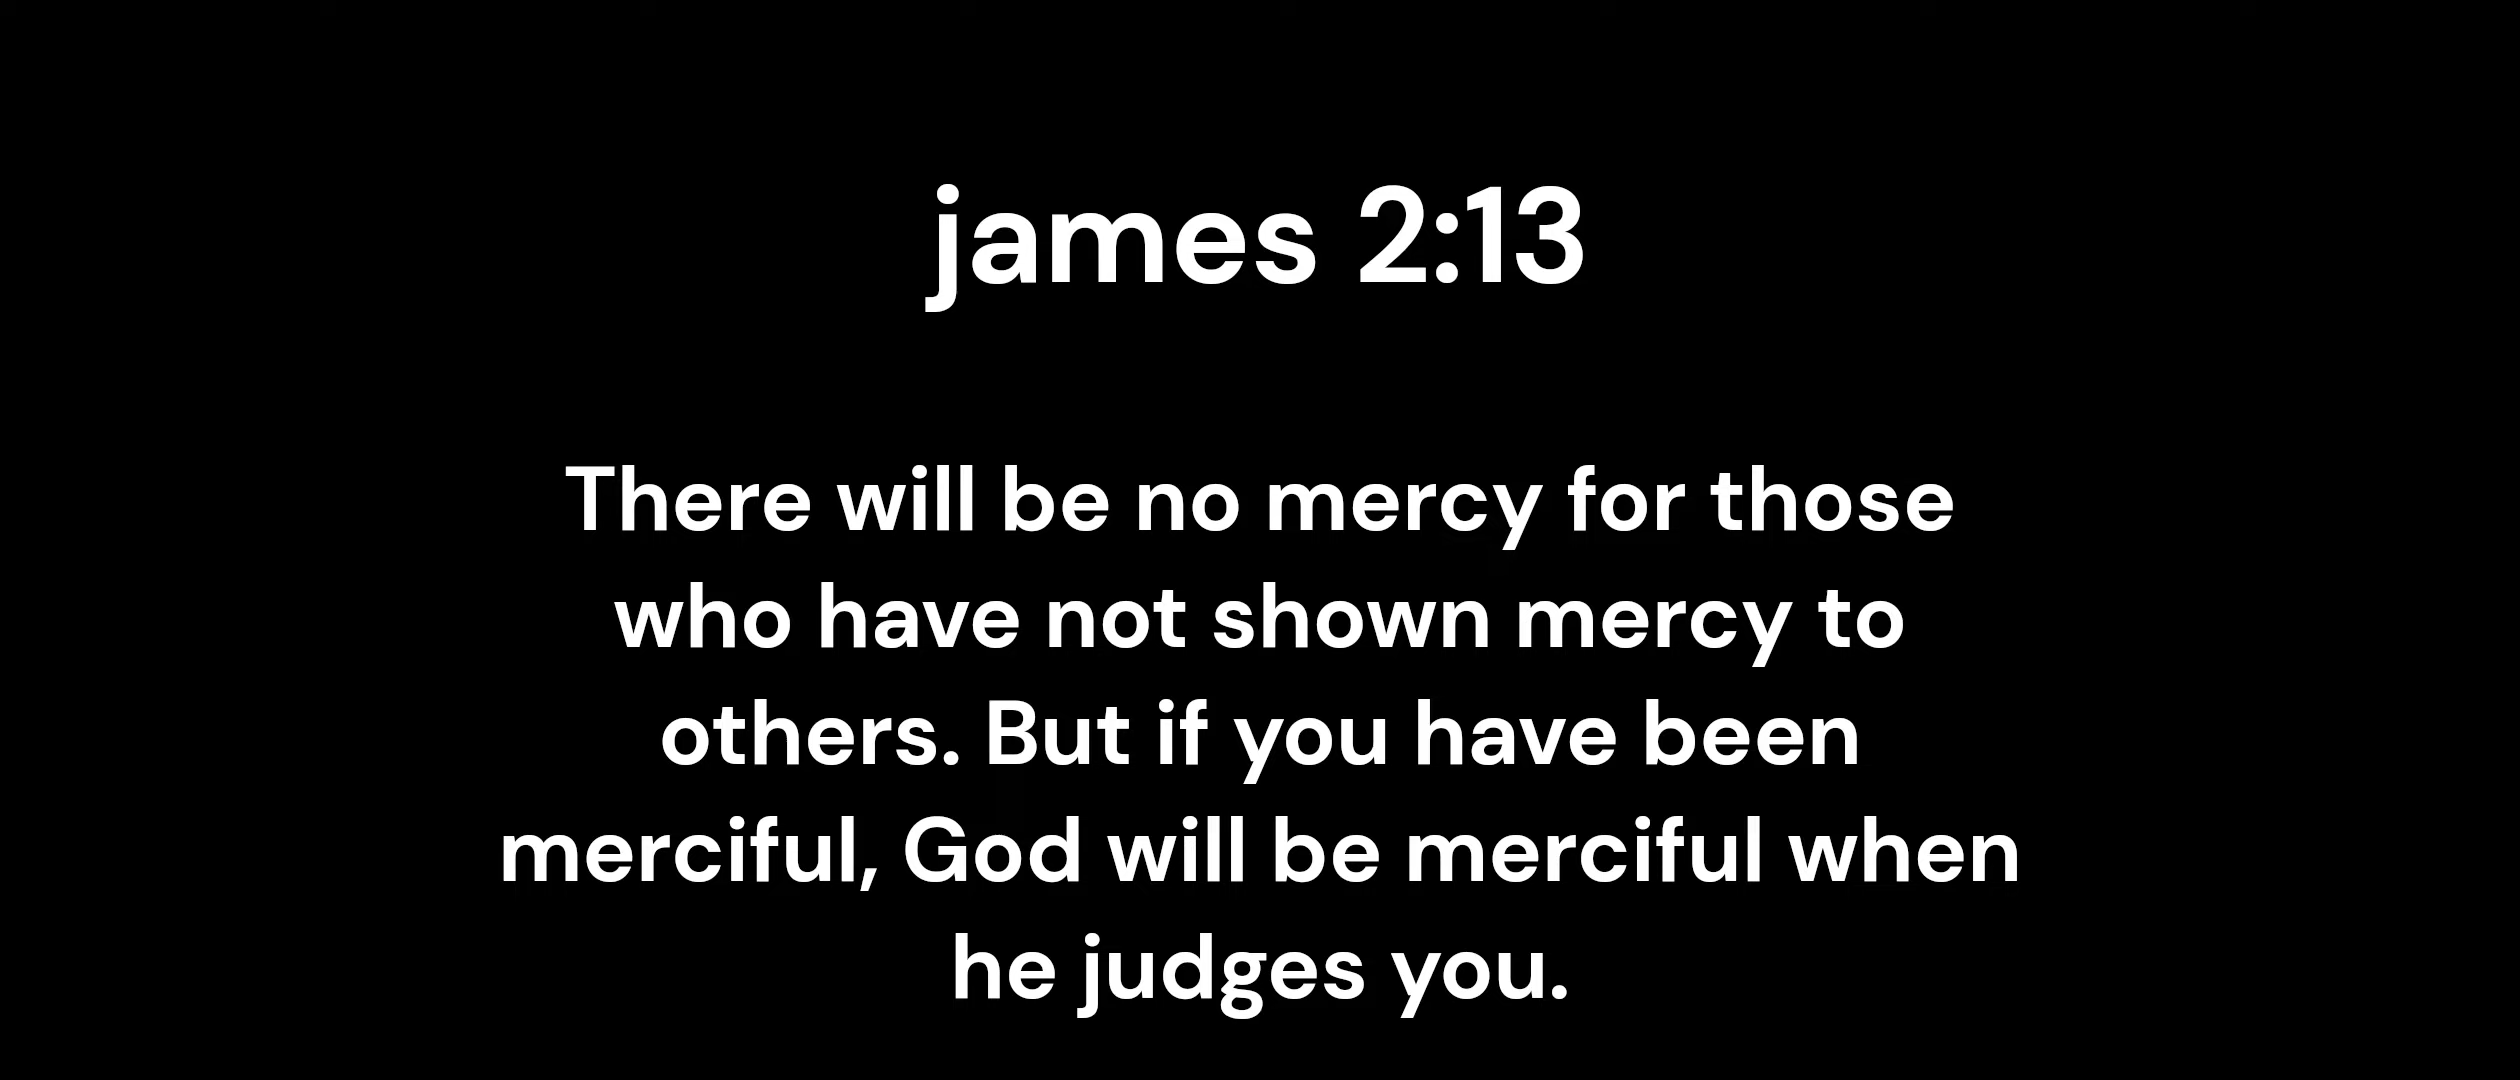 james 2:13
There will be no mercy for those
who have not shown mercy to
others. But if you have been
merciful, God will be merciful when
he judges you.